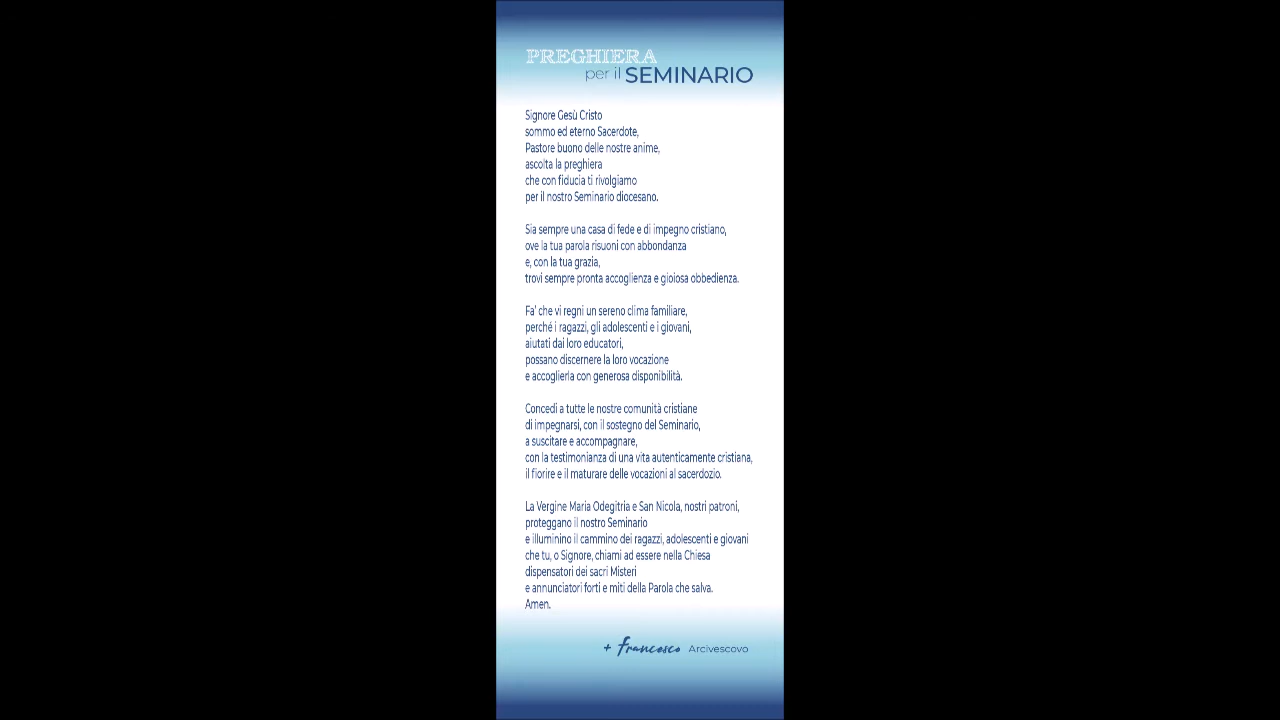 PREGHIERA
per il SEMINARIO
Signore Gesù Cristo
sommo ed eterno Sacerdote,
Pastore buono delle nostre anime,
ascolta la preghiera
che con fiducia ti rivolgiamo
per il nostro Seminario diocesano.
Sia sempre una casa di fede e di impegno cristiano,
ove la tua parola risuoni con abbondanza
e, con la tua grazia,
trovi sempre pronta accoglienza e gioiosa obbedienza.
Fa' che vi regni un sereno clima familiare,
perché i ragazzi, gli adolescenti e i giovani,
aiutati dai loro educatori,
possano discernere la loro vocazione
e accoglierla con generosa disponibilità.
Concedi a tutte le nostre comunità cristiane
di impegnarsi, con il sostegno del Seminario,
a suscitare e accompagnare,
con la testimonianza di una vita autenticamente cristiana,
il fiorire e il maturare delle vocazioni al sacerdozio.
La Vergine Maria Odegitria e San Nicola, nostri patroni,
proteggano il nostro Seminario
e illuminino il cammino dei ragazzi, adolescenti e giovani
che tu, o Signore, chiami ad essere nella Chiesa
dispensatori dei sacri Misteri
e annunciatori forti e miti della Parola che salva.
Amen.
+ Francesco Arcivescovo